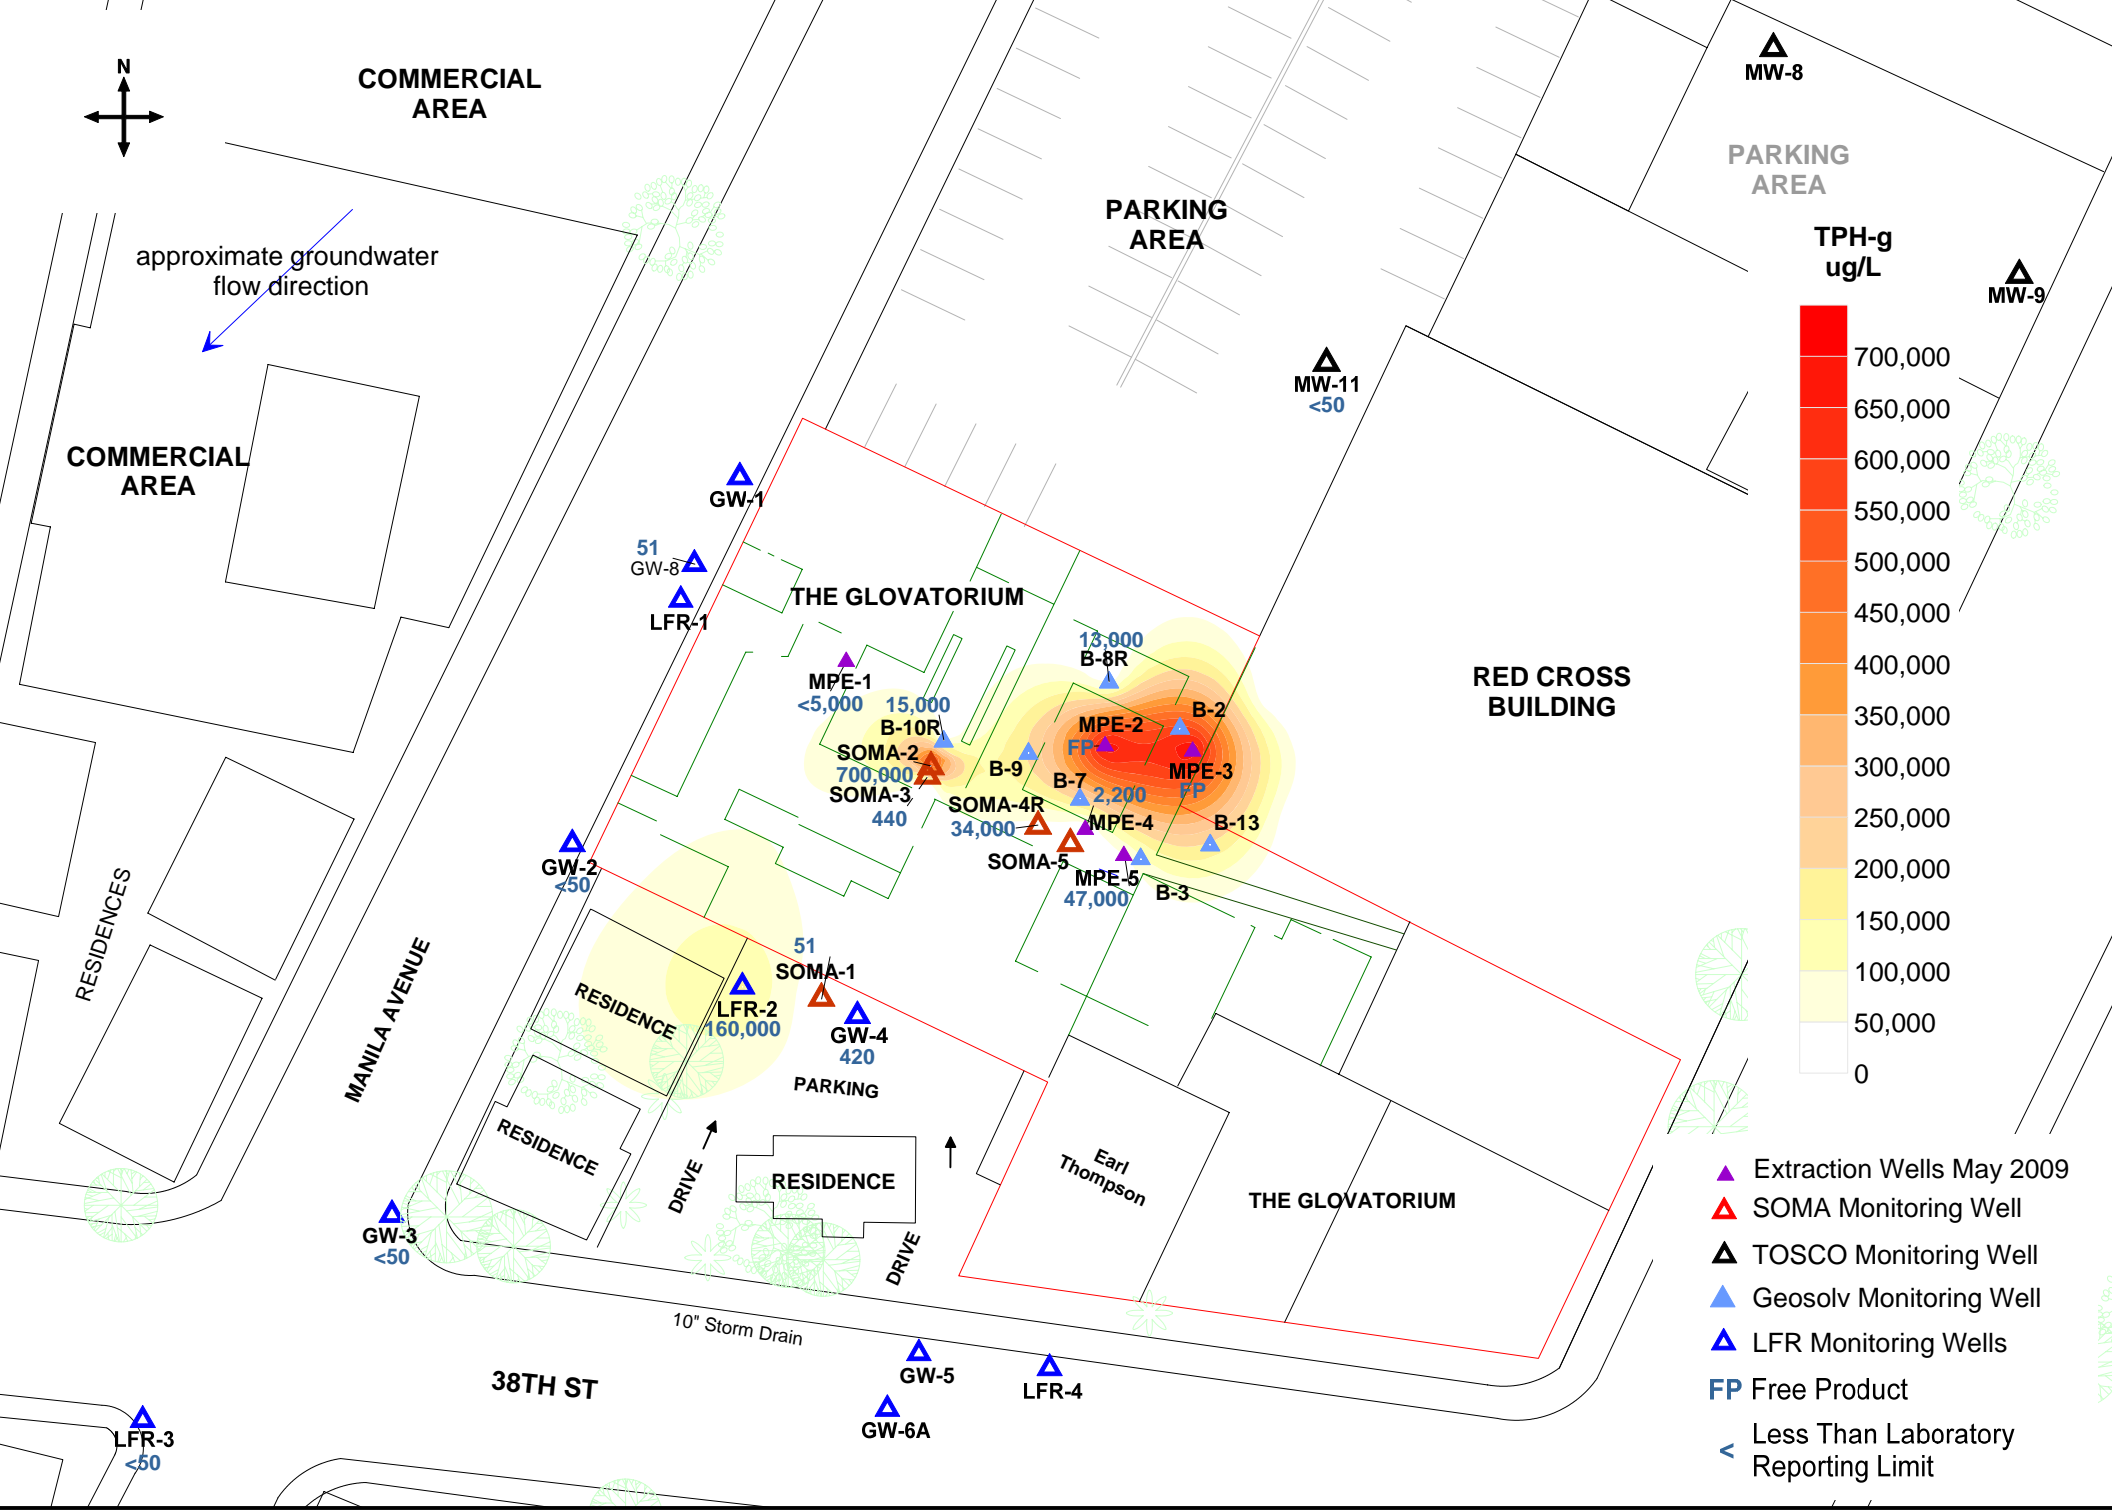 N
COMMERCIAL
AREA
MW-8
PARKING
AREA
PARKING
AREA
TPH-g
ug/L
approximate groundwater
flow direction
MW-9
700,000
650,000
600,000
550,000
500,000
450,000
400,000
350,000
300,000
250,000
200,000
150,000
100,000
50,000
0
MW-11
<50
COMMERCIAL
AREA
GW-1
51
GW-8
LFR-1
THE GLOVATORIUM
13,000
B-8R
MPE-1
<5,000
15,000
B-10R
SOMA-2
700,000
SOMA-3
440
B-2
MPE-2
FP
MPE-3
FP
B-9
B-7
2,200
SOMA-4R
34,000
MPE-4
B-13
SOMA-5
MPE-5
47,000
B-3
RED CROSS
BUILDING
GW-2
<50
RESIDENCES
MANILA AVENUE
51
SOMA-1
RESIDENCE
LFR-2
160,000
GW-4
420
PARKING
RESIDENCE
DRIVE
RESIDENCE
DRIVE
Earl
Thompson
THE GLOVATORIUM
GW-3
<50
10" Storm Drain
38TH ST
GW-5
LFR-4
GW-6A
LFR-3
<50
Extraction Wells May 2009
SOMA Monitoring Well
TOSCO Monitoring Well
Geosolv Monitoring Well
LFR Monitoring Wells
FP Free Product
< Less Than Laboratory
Reporting Limit